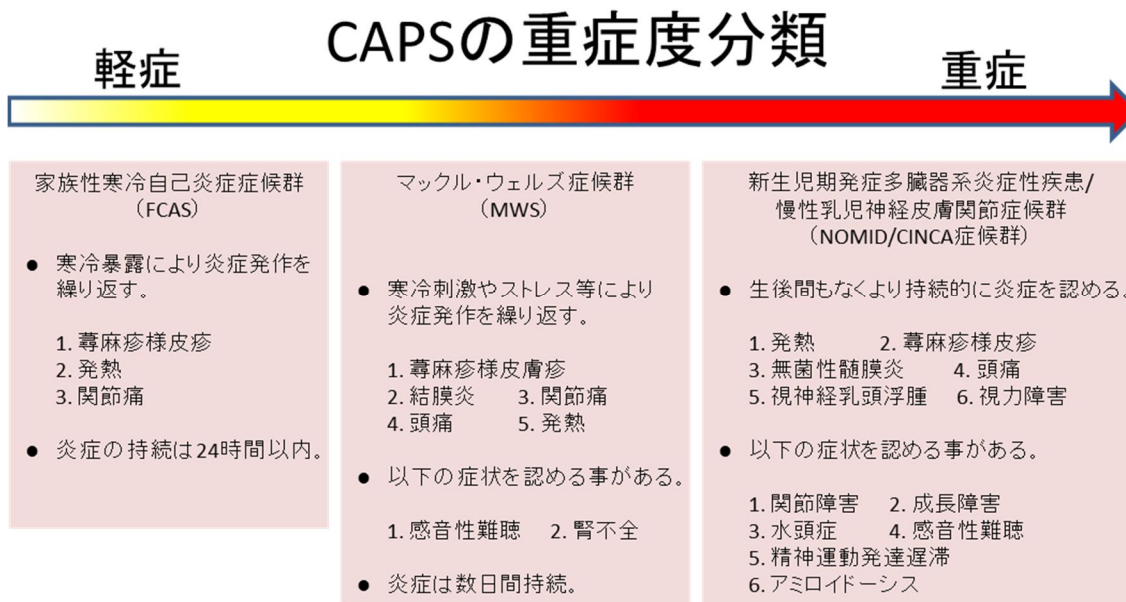 CAPSの重症度分類
軽症
重症
家族性寒冷自己炎症症候群
（FCAS）
● 寒冷暴露により炎症発作を
繰り返す。
1. 蕁麻疹様皮疹
2. 発熱
3. 関節痛
● 炎症の持続は24時間以内。
マックル・ウェルズ症候群
（MWS）
● 寒冷刺激やストレス等により
炎症発作を繰り返す。
1. 蕁麻疹様皮膚疹
2. 結膜炎 3. 関節痛
4. 頭痛 5. 発熱
● 以下の症状を認める事がある。
1. 感音性難聴 2. 腎不全
● 炎症は数日間持続。
新生児期発症多臓器系炎症性疾患/
慢性乳児神経皮膚関節症候群
（NOMID/CINCA症候群）
● 生後間もなくより持続的に炎症を認める。
1. 発熱 2. 蕁麻疹様皮疹
3. 無菌性髄膜炎 4. 頭痛
5. 視神経乳頭浮腫 6. 視力障害
● 以下の症状を認める事がある。
1. 関節障害 2. 成長障害
3. 水頭症 4. 感音性難聴
5. 精神運動発達遅滞
6. アミロイドーシス